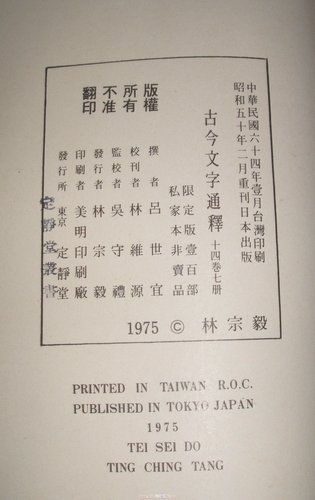 中華民國六十四年壹月台灣印刷
昭和五十年二月重刊日本出版
古今文字通釋 十四卷七册
限定版壹百部
私家本非賣品
撰者 呂世宜
校刊者 林維源
監校者 吳守禮
發行者 林宗毅
印刷者 美明印刷廠
發行所 東京 定靜堂
版權
所有
不准
翻印
定靜堂叢書
1975 © 林宗毅
PRINTED IN TAIWAN R.O.C.
PUBLISHED IN TOKYO JAPAN
1975
TEI SEI DO
TING CHING TANG